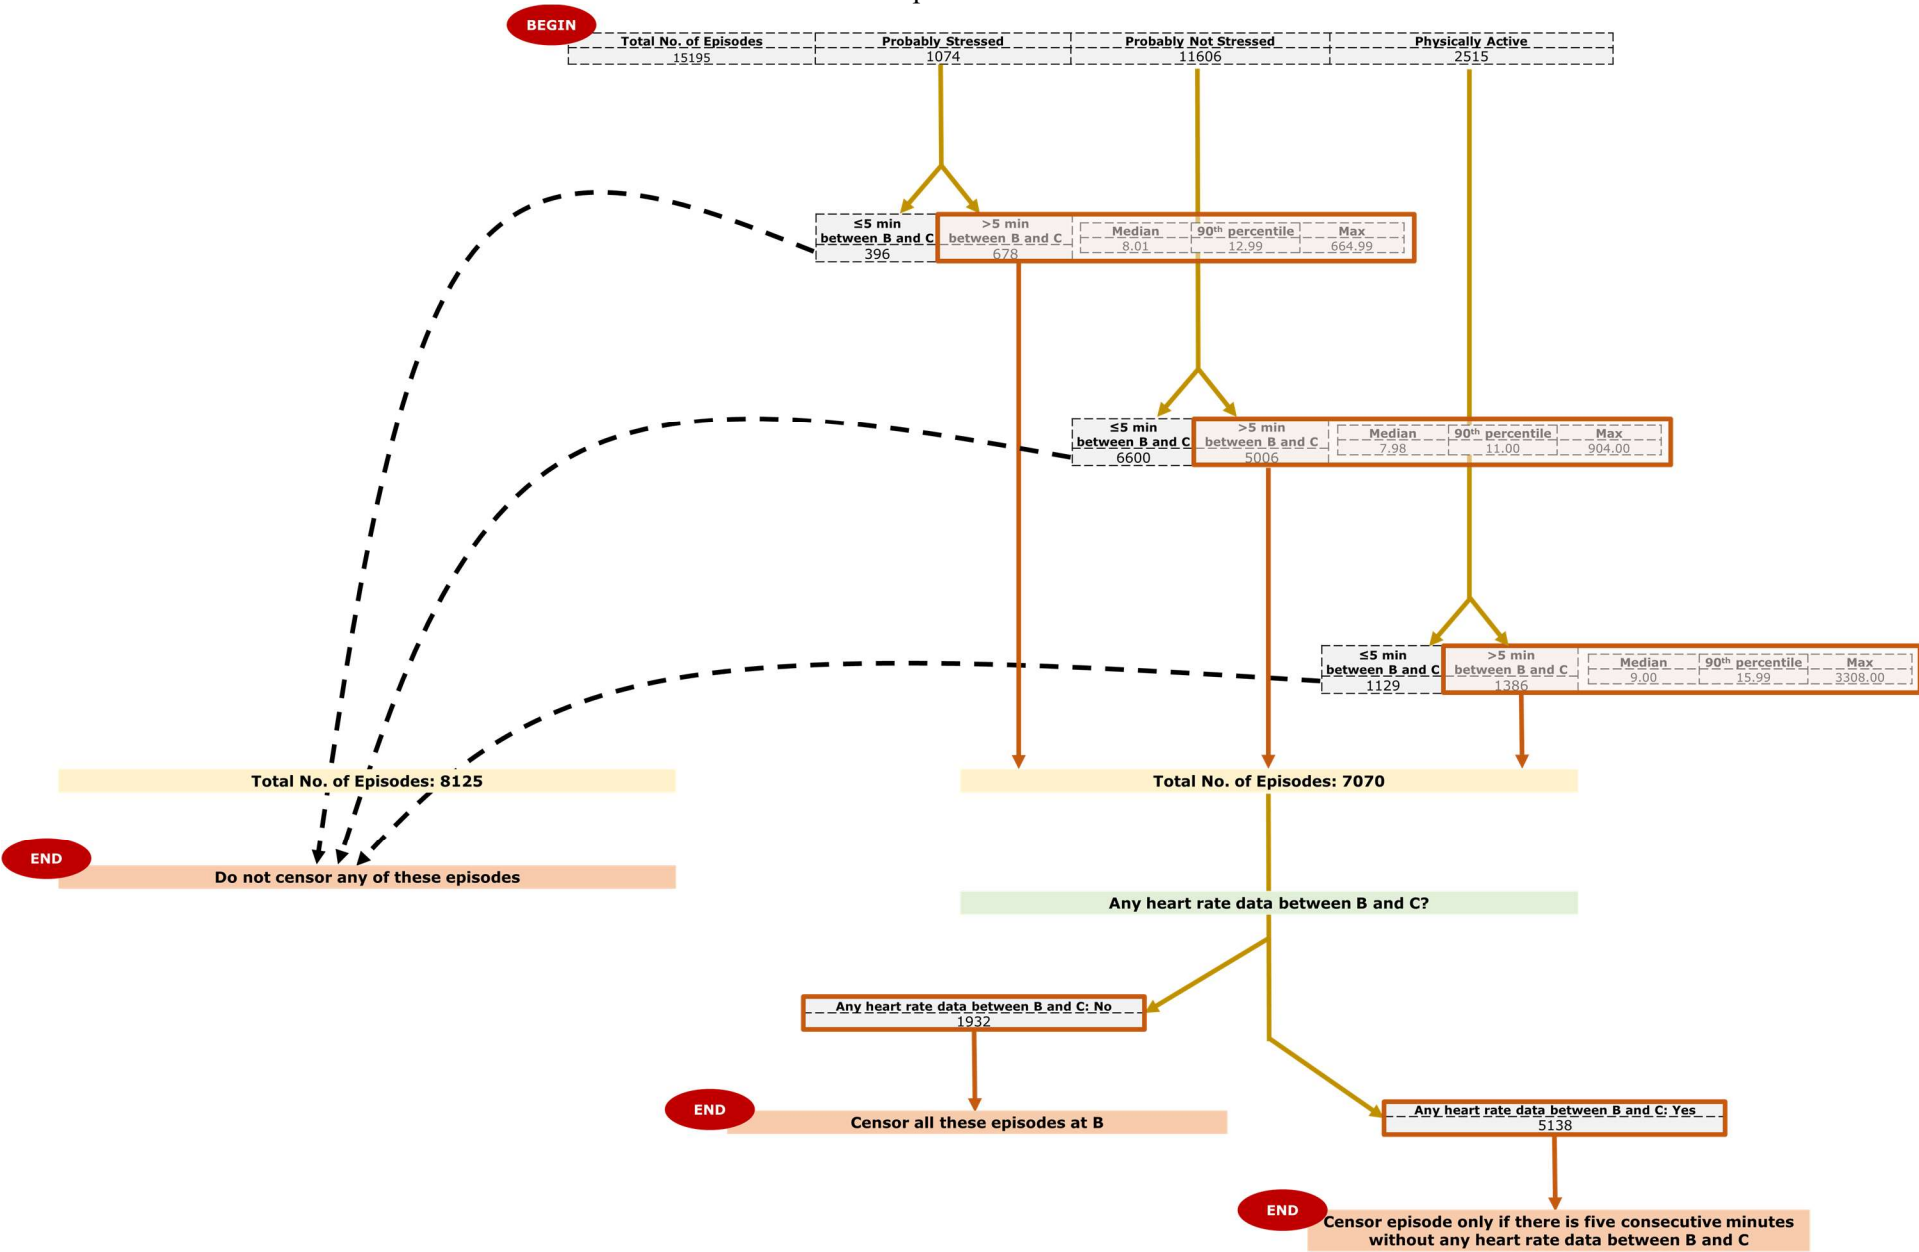 BEGIN
Total No. of Episodes Probably Stressed Probably Not Stressed Physically Active
15195 1074 11606 2515
≤5 min >5 min
between B and C between B and C Median 90th percentile Max
396 678 8.01 12.99 664.99
≤5 min >5 min
between B and C between B and C Median 90th percentile Max
6600 5006 7.98 11.00 904.00
≤5 min >5 min
between B and C between B and C Median 90th percentile Max
1129 1386 9.00 15.99 3308.00
Total No. of Episodes: 8125 Total No. of Episodes: 7070
END
Do not censor any of these episodes
Any heart rate data between B and C?
Any heart rate data between B and C: No
1932
END
Censor all these episodes at B
Any heart rate data between B and C: Yes
5138
END
Censor episode only if there is five consecutive minutes
without any heart rate data between B and C